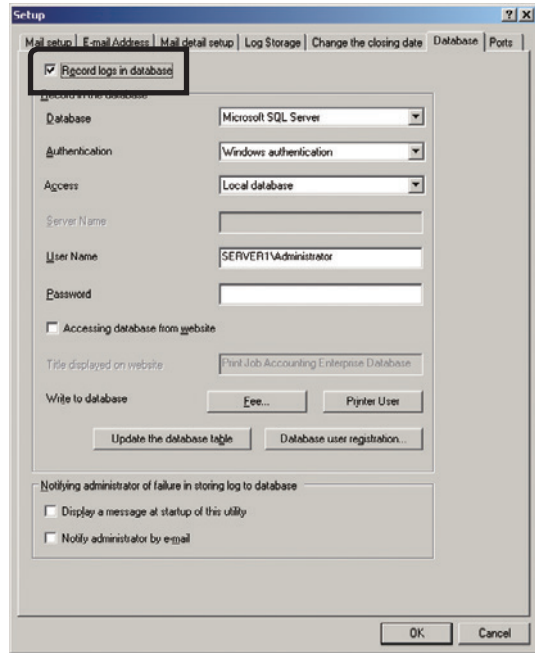 Setup
Mail setup E-mail Address Mail detail setup Log Storage Change the closing date Database Ports
Record logs in database
Record in the database
Database Microsoft SQL Server
Authentication Windows authentication
Access Local database
Server Name
User Name SERVER1\Administrator
Password
Accessing database from website
Title displayed on website Print Job Accounting Enterprise Database
Write to database Fee... Printer User
Update the database table Database user registration...
Notifying administrator of failure in storing log to database
Display a message at startup of this utility
Notify administrator by e-mail
OK Cancel